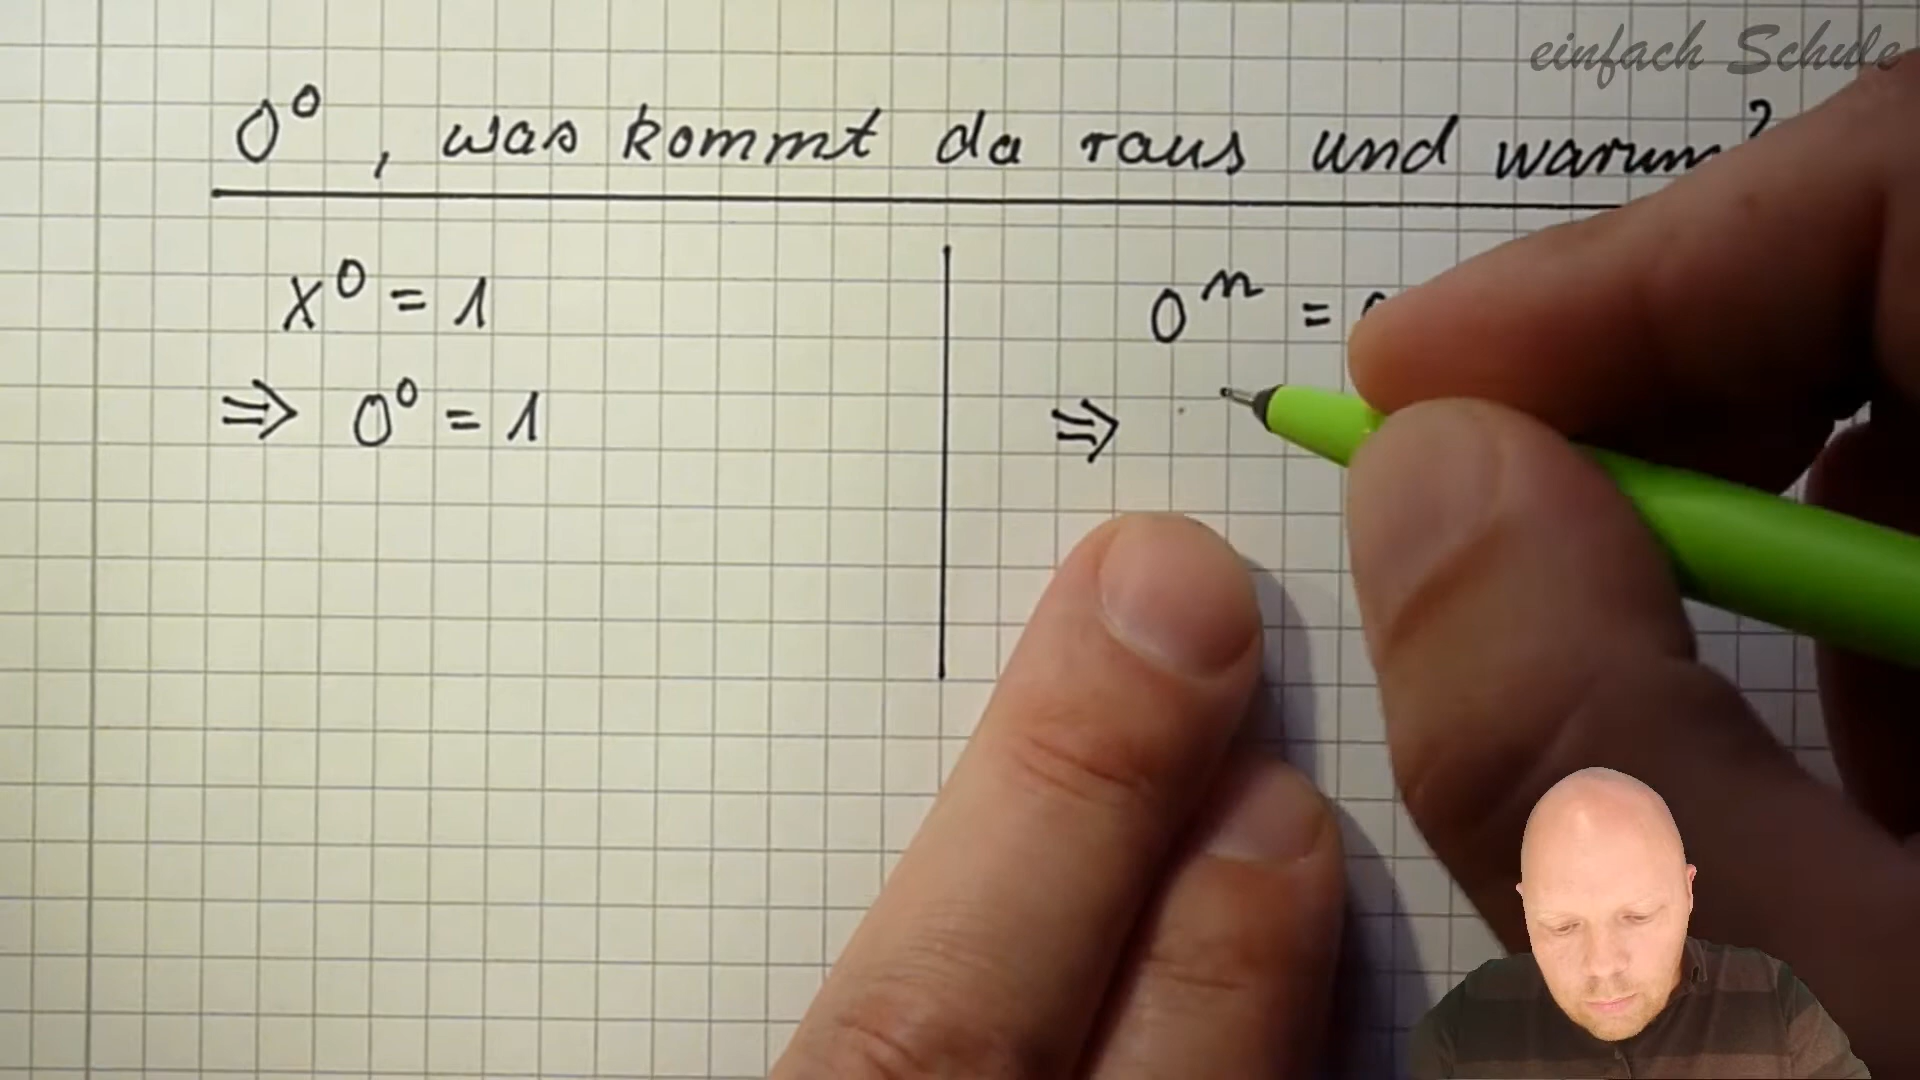 einfach Schule
0⁰, was kommt da raus und warum?
x⁰ = 1
0ⁿ =
⇒ 0⁰ = 1
⇒